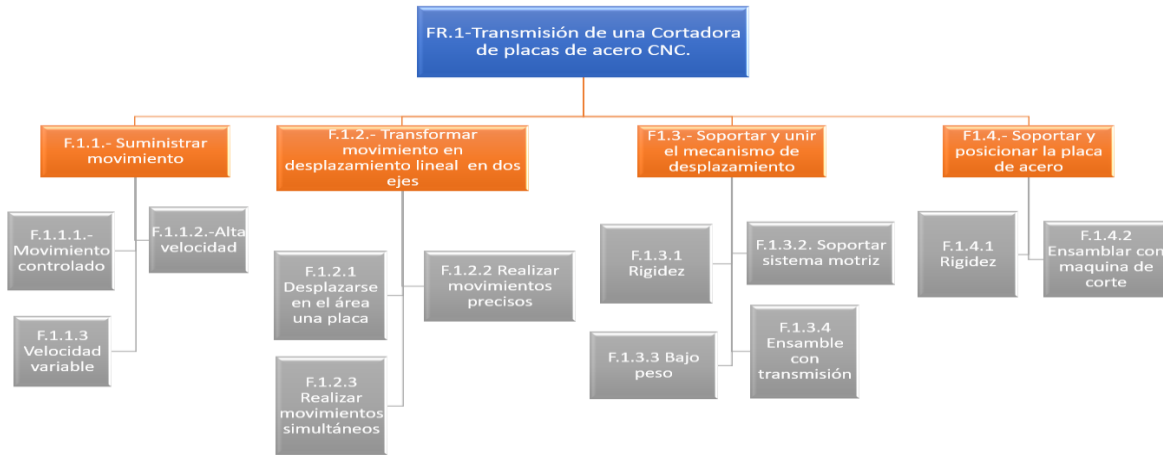 FR.1-Transmisión de una Cortadora
de placas de acero CNC.
F.1.1.- Suministrar
movimiento
F.1.2.- Transformar
movimiento en
desplazamiento lineal en dos
ejes
F1.3.- Soportar y unir
el mecanismo de
desplazamiento
F1.4.- Soportar y
posicionar la placa
de acero
F.1.1.1.-
Movimiento
controlado
F.1.1.2.-Alta
velocidad
F.1.1.3
Velocidad
variable
F.1.2.1
Desplazarse
en el área una
placa
F.1.2.2 Realizar
movimientos
precisos
F.1.2.3
Realizar
movimientos
simultáneos
F.1.3.1
Rigidez
F.1.3.2. Soportar
sistema motriz
F.1.3.3 Bajo
peso
F.1.3.4
Ensamble con
transmisión
F.1.4.1
Rigidez
F.1.4.2
Ensamblar con
maquina de
corte